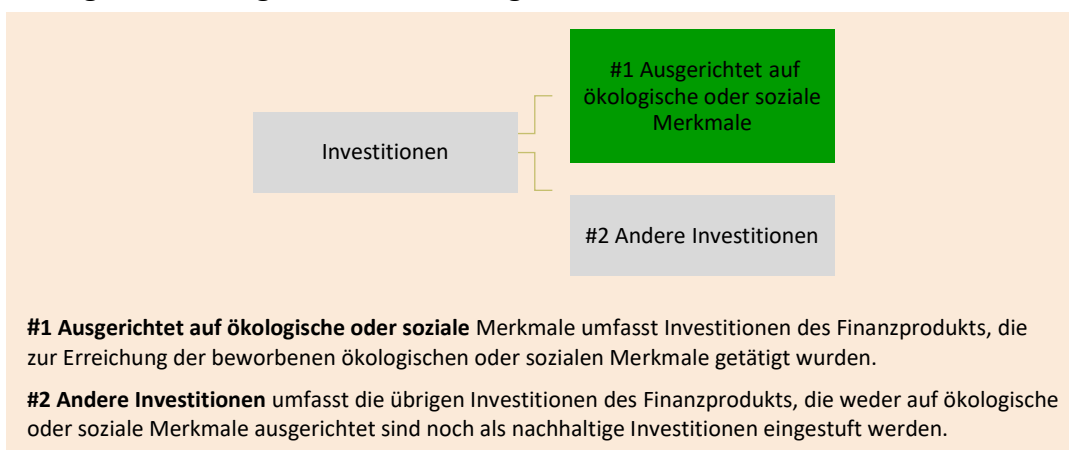 #1 Ausgerichtet auf
ökologische oder soziale
Merkmale
Investitionen
#2 Andere Investitionen
#1 Ausgerichtet auf ökologische oder soziale Merkmale umfasst Investitionen des Finanzprodukts, die
zur Erreichung der beworbenen ökologischen oder sozialen Merkmale getätigt wurden.
#2 Andere Investitionen umfasst die übrigen Investitionen des Finanzprodukts, die weder auf ökologische
oder soziale Merkmale ausgerichtet sind noch als nachhaltige Investitionen eingestuft werden.